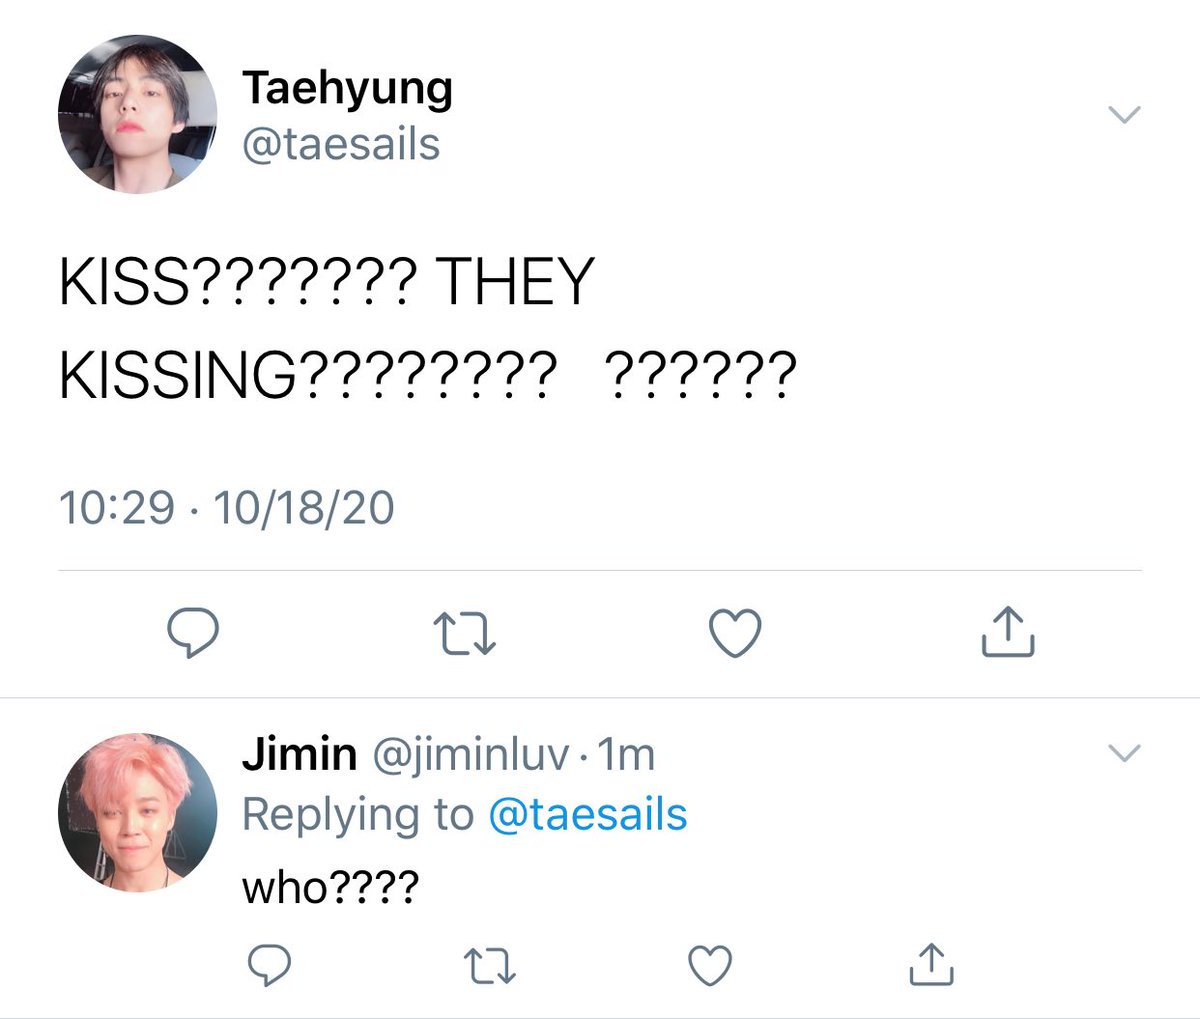 Taehyung
@taesails
KISS??????? THEY
KISSING????????   ??????
10:29 · 10/18/20
Jimin @jiminluv · 1m
Replying to @taesails
who????